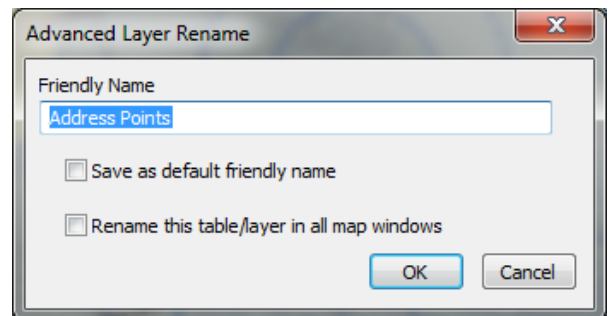 Advanced Layer Rename
Friendly Name
Address Points
Save as default friendly name
Rename this table/layer in all map windows
OK Cancel